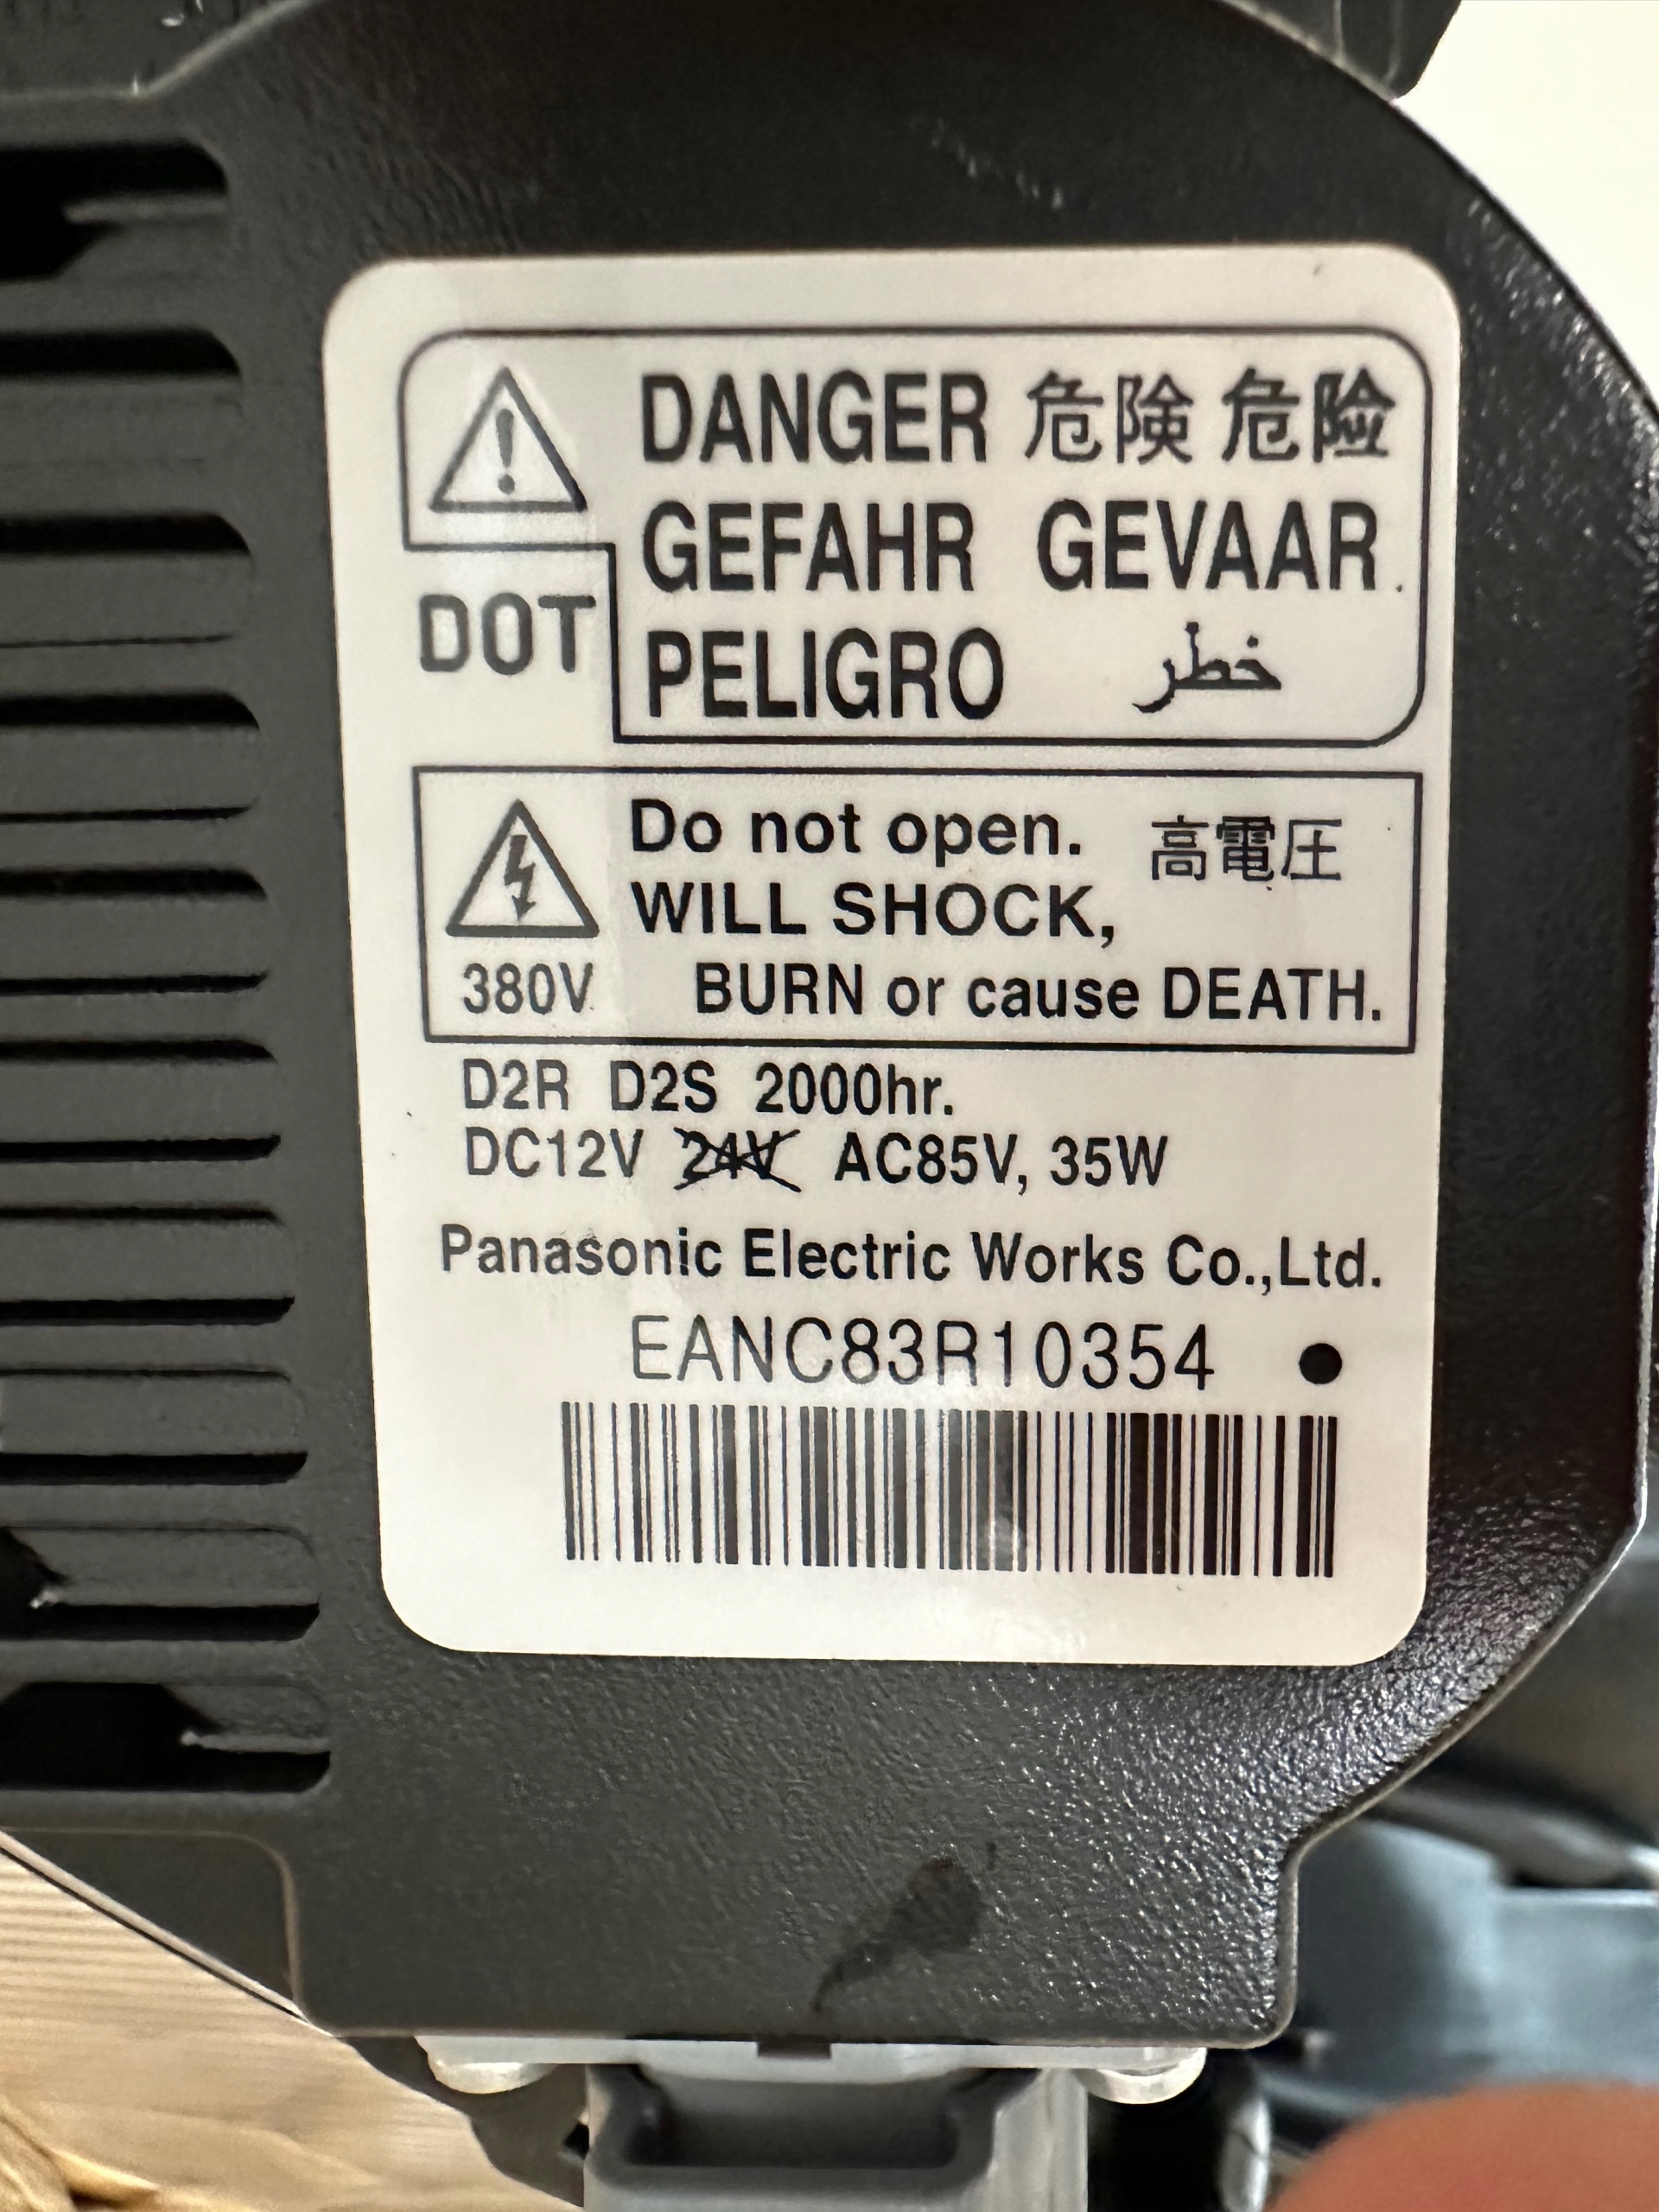 DANGER 危険 危险
GEFAHR GEVAAR
DOT
PELIGRO خطر
Do not open. 高電圧
WILL SHOCK,
380V BURN or cause DEATH.
D2R D2S 2000hr.
DC12V 24V AC85V, 35W
Panasonic Electric Works Co.,Ltd.
EANC83R10354